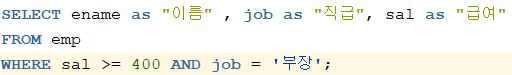 SELECT ename as "이름" , job as "직급", sal as "급여"
FROM emp
WHERE sal >= 400 AND job = '부장';